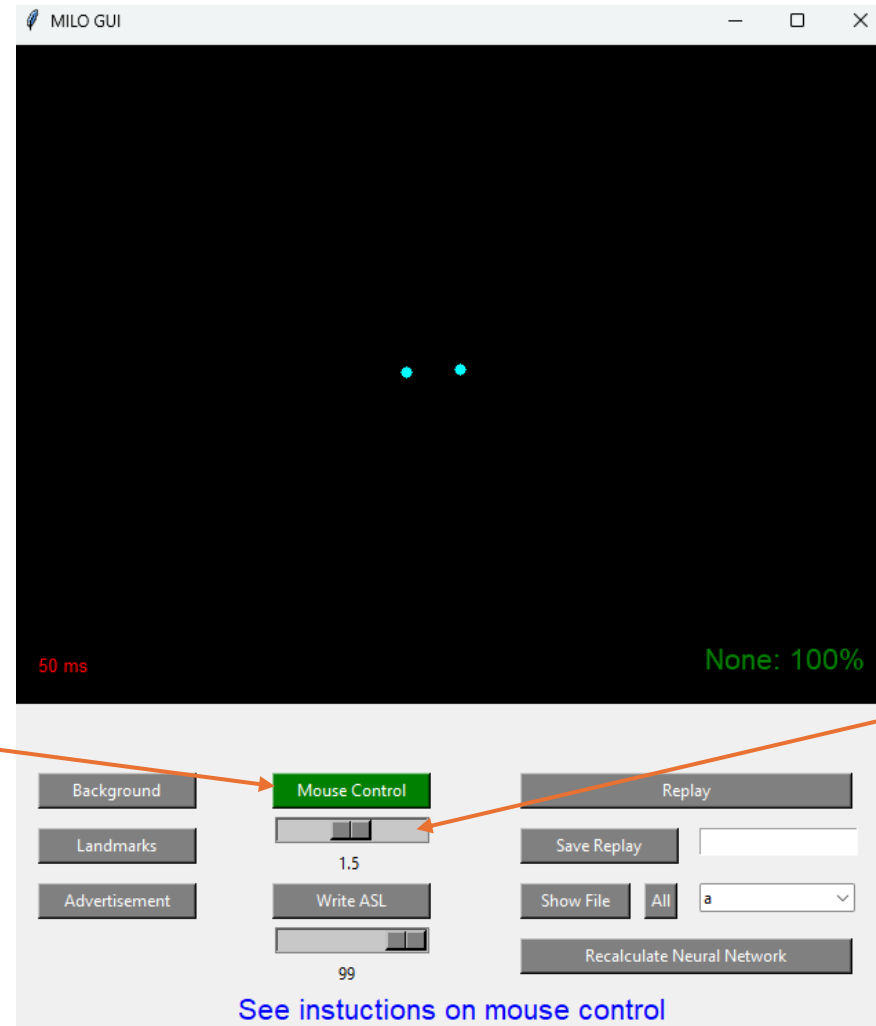 MILO GUI
50 ms
None: 100%
Background
Mouse Control
Replay
Landmarks
1.5
Save Replay
Advertisement
Write ASL
Show File
All
a
99
Recalculate Neural Network
See instuctions on mouse control